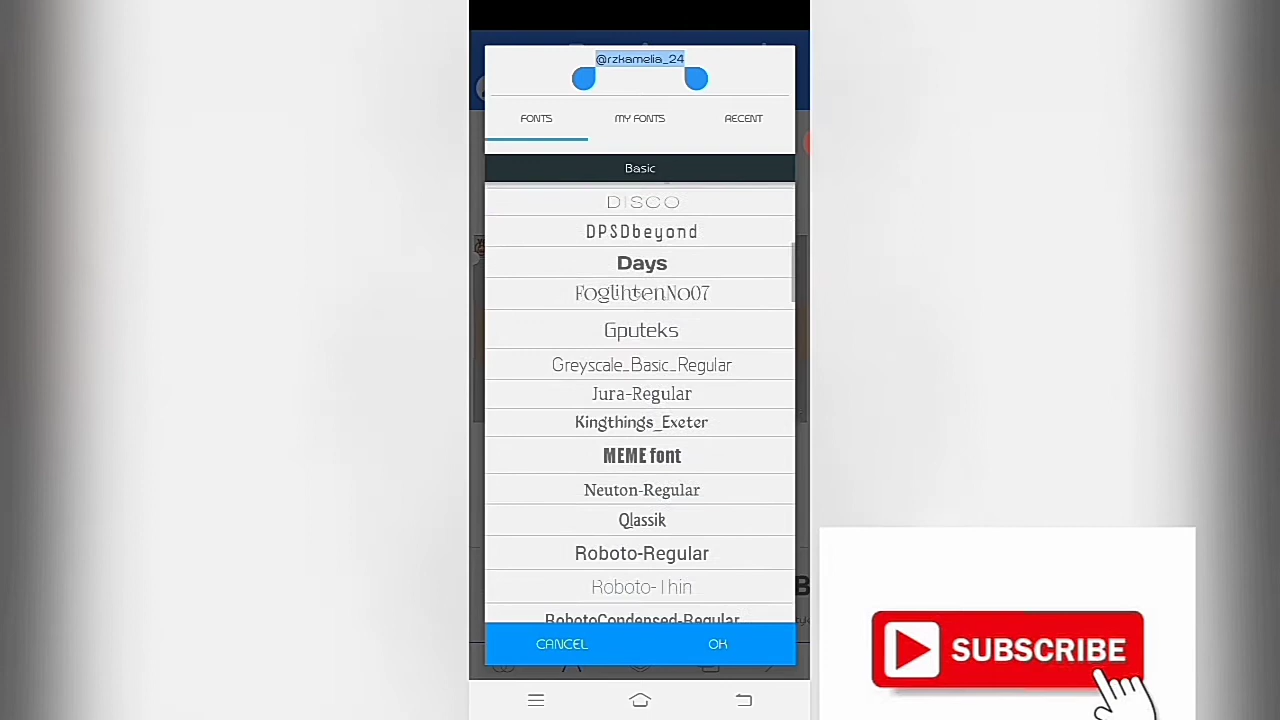 @rzkamelia_24
FONTS MY FONTS RECENT
Basic
DISCO
DPSDbeyond
Days
FoglihtenNo07
Gputeks
Greyscale_Basic_Regular
Jura-Regular
Kingthings_Exeter
MEME font
Neuton-Regular
Qlassik
Roboto-Regular
Roboto-Thin
RobotoCondensed-Regular
CANCEL OK
SUBSCRIBE